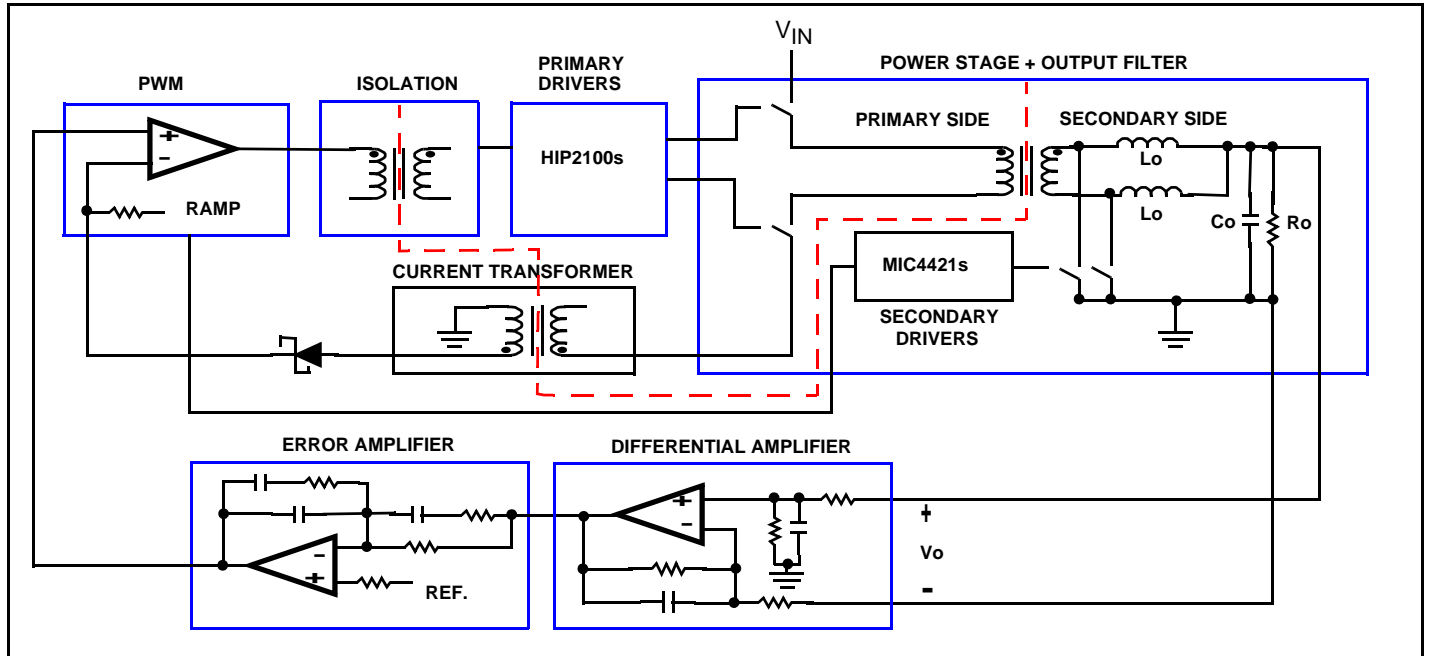 V_IN
PWM
ISOLATION
PRIMARY
DRIVERS
POWER STAGE + OUTPUT FILTER
HIP2100s
PRIMARY SIDE
SECONDARY SIDE
Lo
Lo
Co
Ro
+
-
RAMP
CURRENT TRANSFORMER
MIC4421s
SECONDARY
DRIVERS
ERROR AMPLIFIER
DIFFERENTIAL AMPLIFIER
-
+
REF.
+
-
+
Vo
-